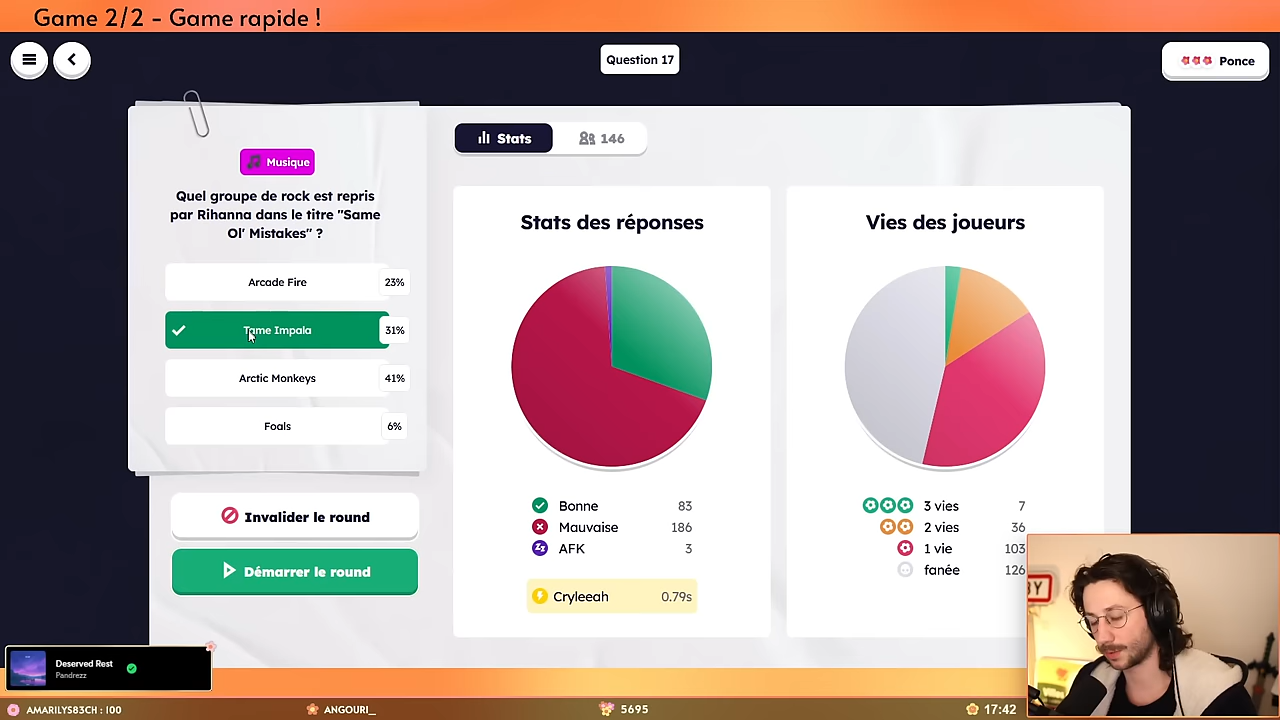 Game 2/2 - Game rapide !
Question 17
Ponce
Stats
146
Musique
Quel groupe de rock est repris
par Rihanna dans le titre "Same
Ol' Mistakes" ?
Arcade Fire 23%
Tame Impala 31%
Arctic Monkeys 41%
Foals 6%
Invalider le round
Démarrer le round
Stats des réponses
Bonne 83
Mauvaise 186
AFK 3
Cryleeah 0.79s
Vies des joueurs
3 vies 7
2 vies 36
1 vie 103
fanée 126
BY
Deserved Rest
Pandrezz
AMARILYS83CH : 100
ANGOURI_
5695
17:42